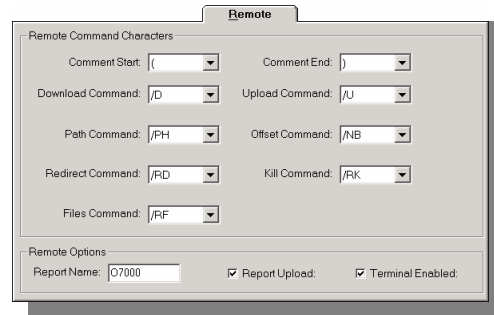 Remote
Remote Command Characters
Comment Start: ( Comment End: )
Download Command: /D Upload Command: /U
Path Command: /PH Offset Command: /NB
Redirect Command: /RD Kill Command: /RK
Files Command: /RF
Remote Options
Report Name: O7000 Report Upload: Terminal Enabled: